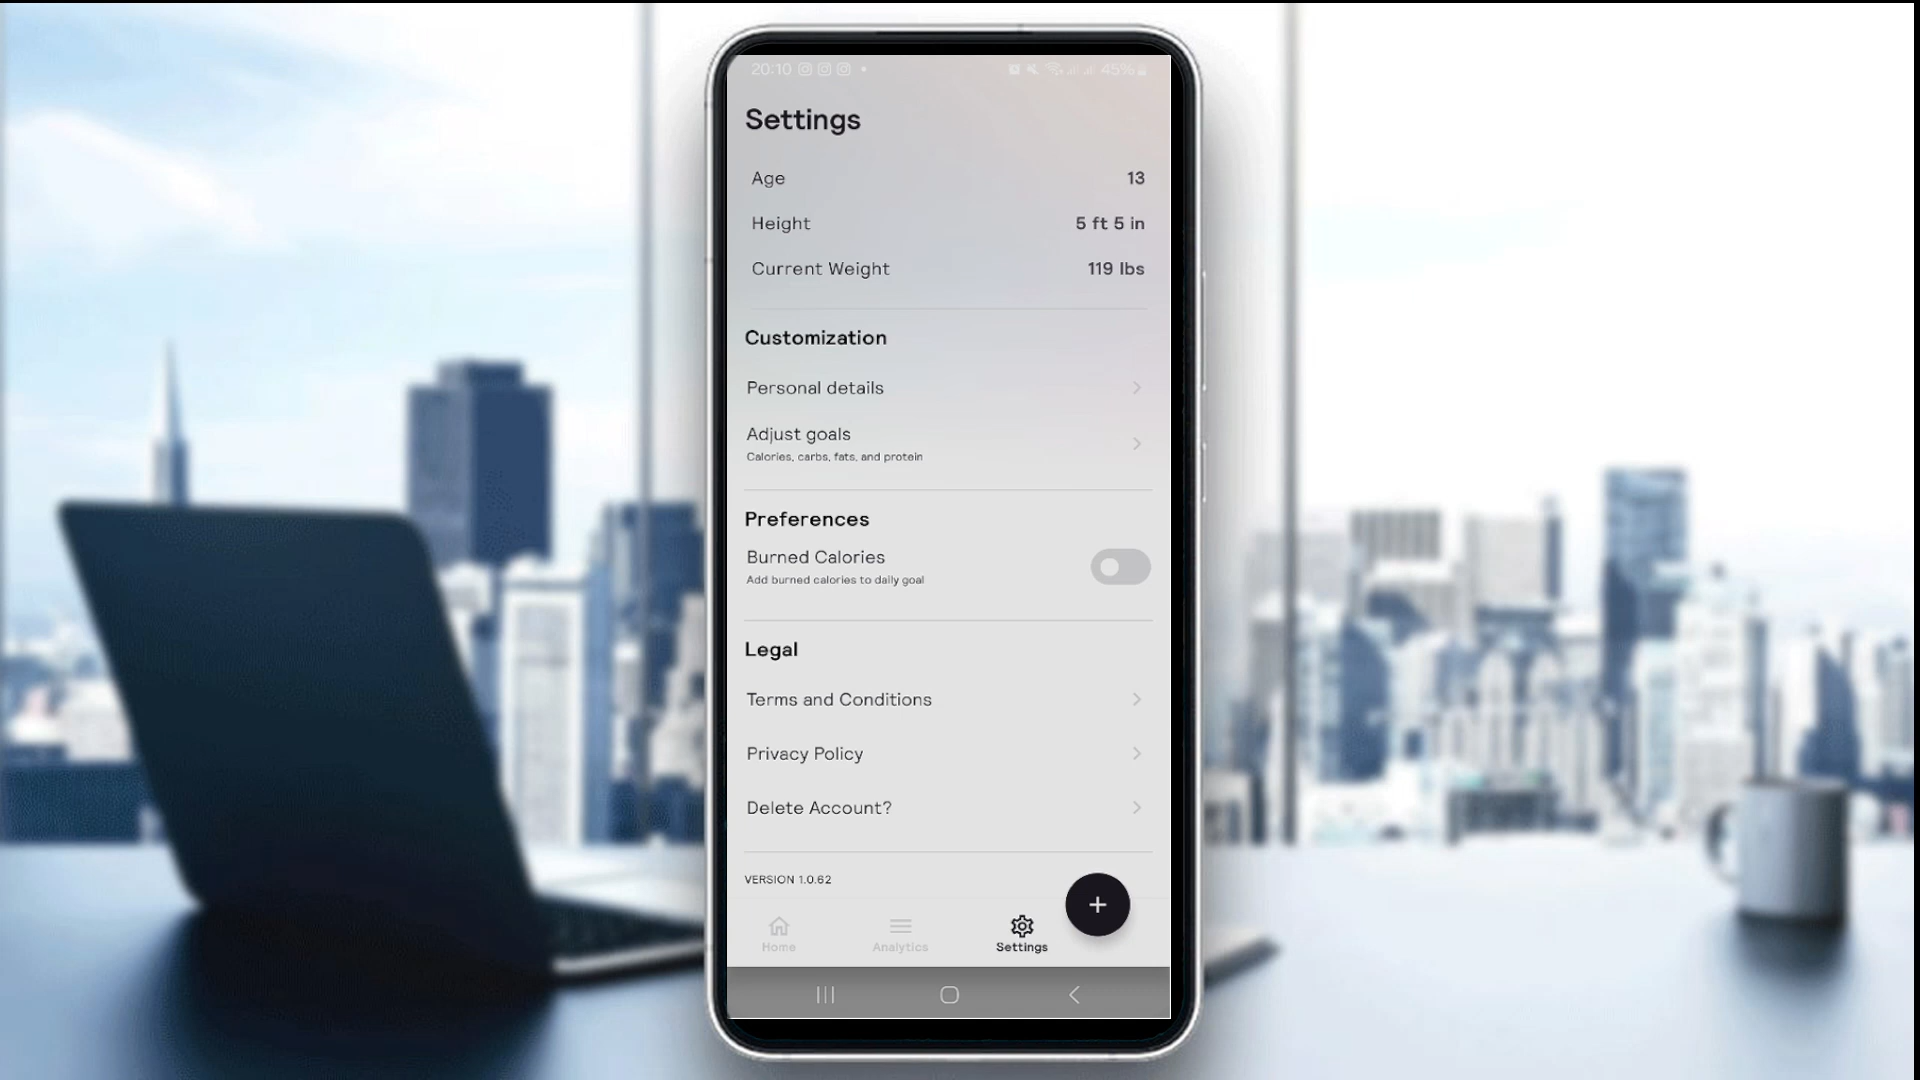 20:10 45%
Settings
Age 13
Height 5 ft 5 in
Current Weight 119 lbs
Customization
Personal details
Adjust goals
Calories, carbs, fats, and protein
Preferences
Burned Calories
Add burned calories to daily goal
Legal
Terms and Conditions
Privacy Policy
Delete Account?
VERSION 1.0.62
Home Analytics Settings